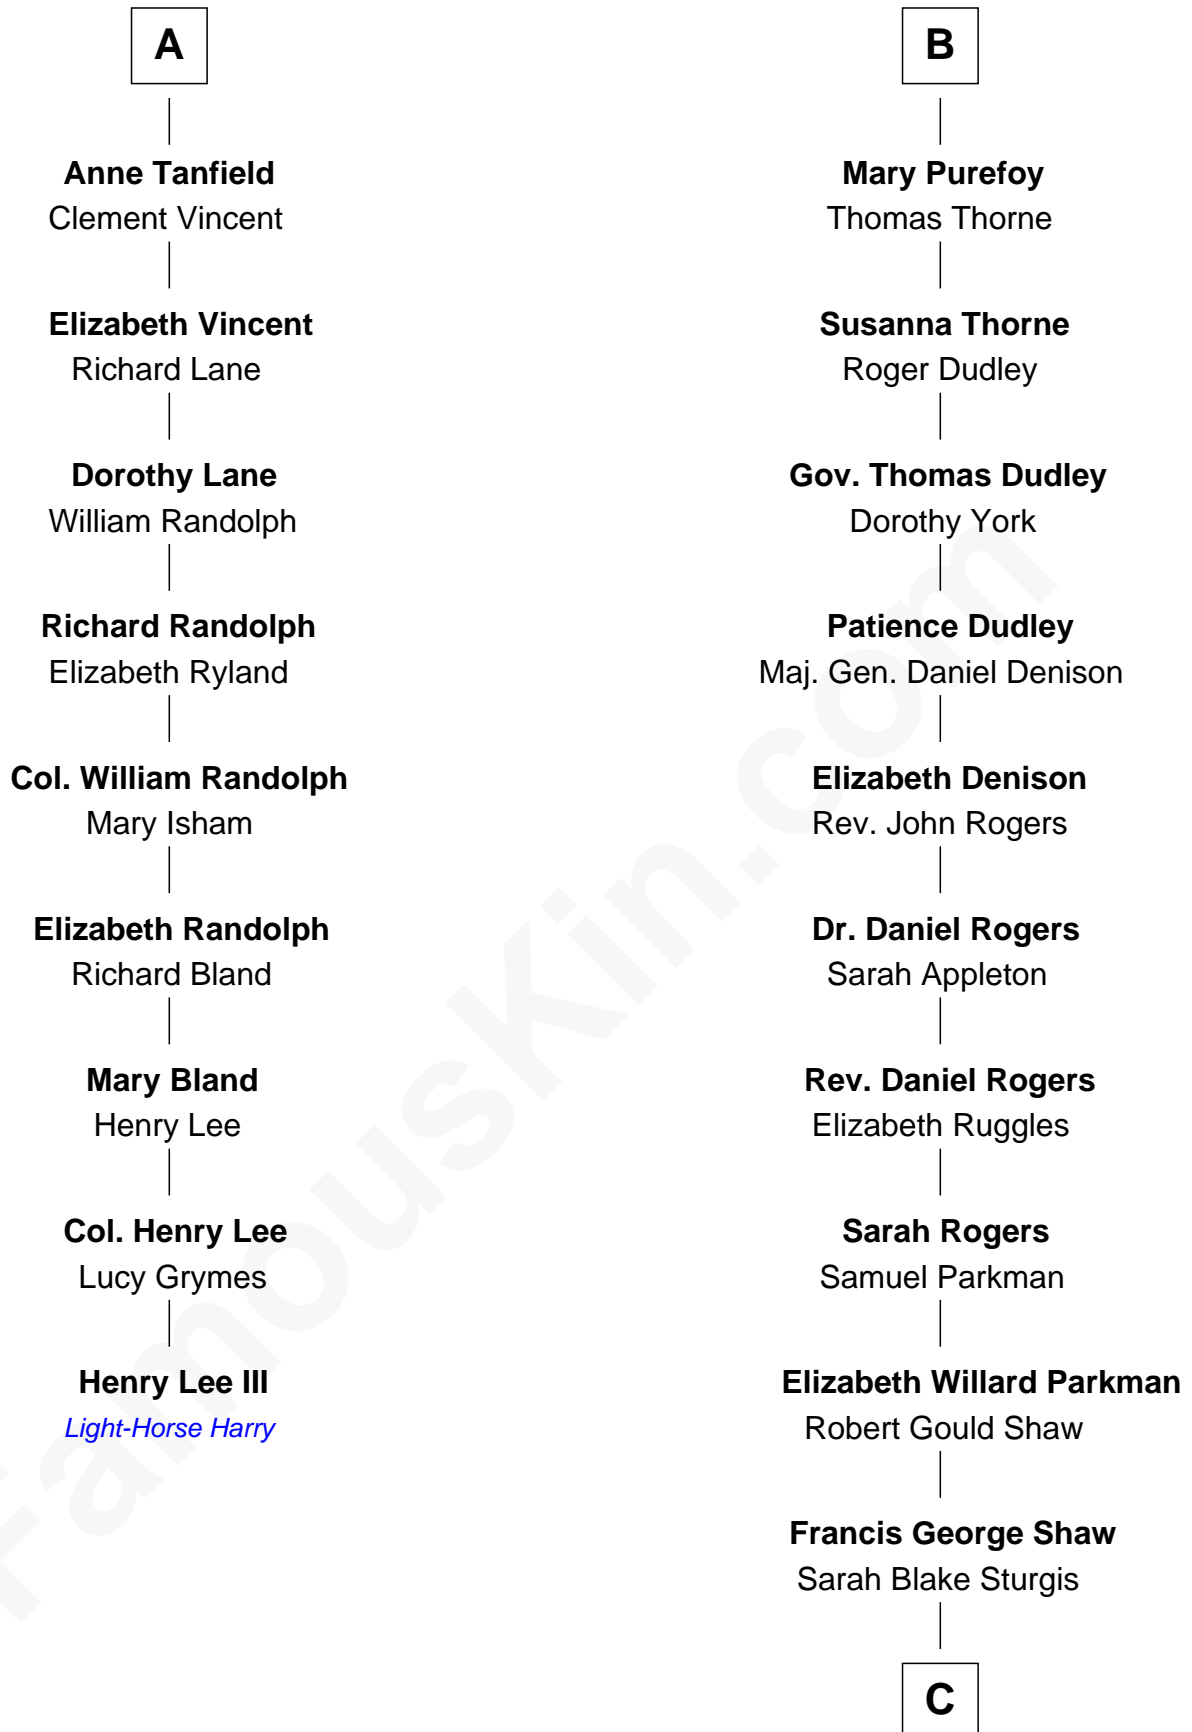 A
Anne Tanfield
Clement Vincent
Elizabeth Vincent
Richard Lane
Dorothy Lane
William Randolph
Richard Randolph
Elizabeth Ryland
Col. William Randolph
Mary Isham
Elizabeth Randolph
Richard Bland
Mary Bland
Henry Lee
Col. Henry Lee
Lucy Grymes
Henry Lee III
Light-Horse Harry
B
Mary Purefoy
Thomas Thorne
Susanna Thorne
Roger Dudley
Gov. Thomas Dudley
Dorothy York
Patience Dudley
Maj. Gen. Daniel Denison
Elizabeth Denison
Rev. John Rogers
Dr. Daniel Rogers
Sarah Appleton
Rev. Daniel Rogers
Elizabeth Ruggles
Sarah Rogers
Samuel Parkman
Elizabeth Willard Parkman
Robert Gould Shaw
Francis George Shaw
Sarah Blake Sturgis
C
FamousKin.com